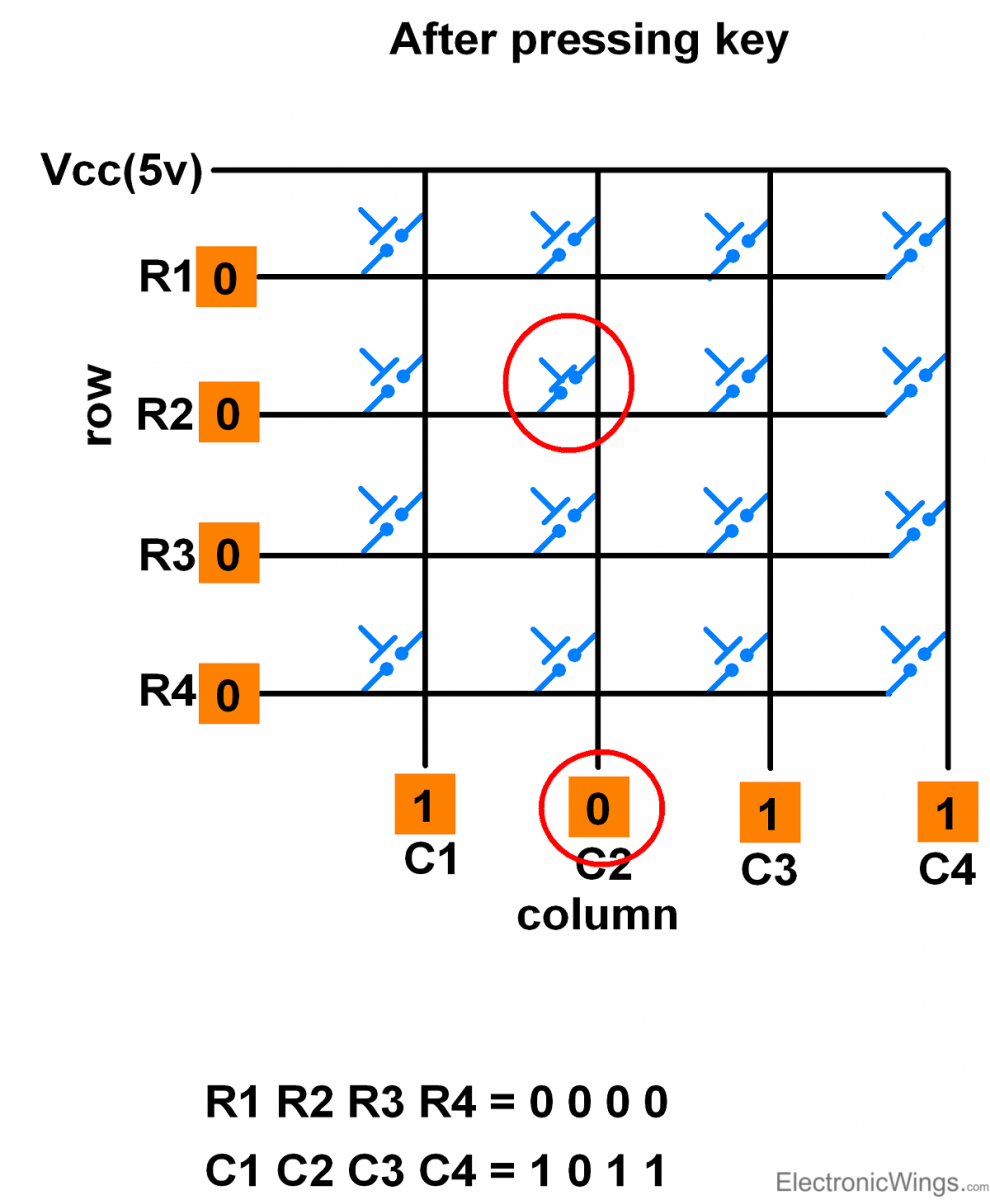 After pressing key
Vcc(5v)
R1 0
row
R2 0
R3 0
R4 0
1 0 1 1
C1 C2 C3 C4
column
R1 R2 R3 R4 = 0 0 0 0
C1 C2 C3 C4 = 1 0 1 1
ElectronicWings.com